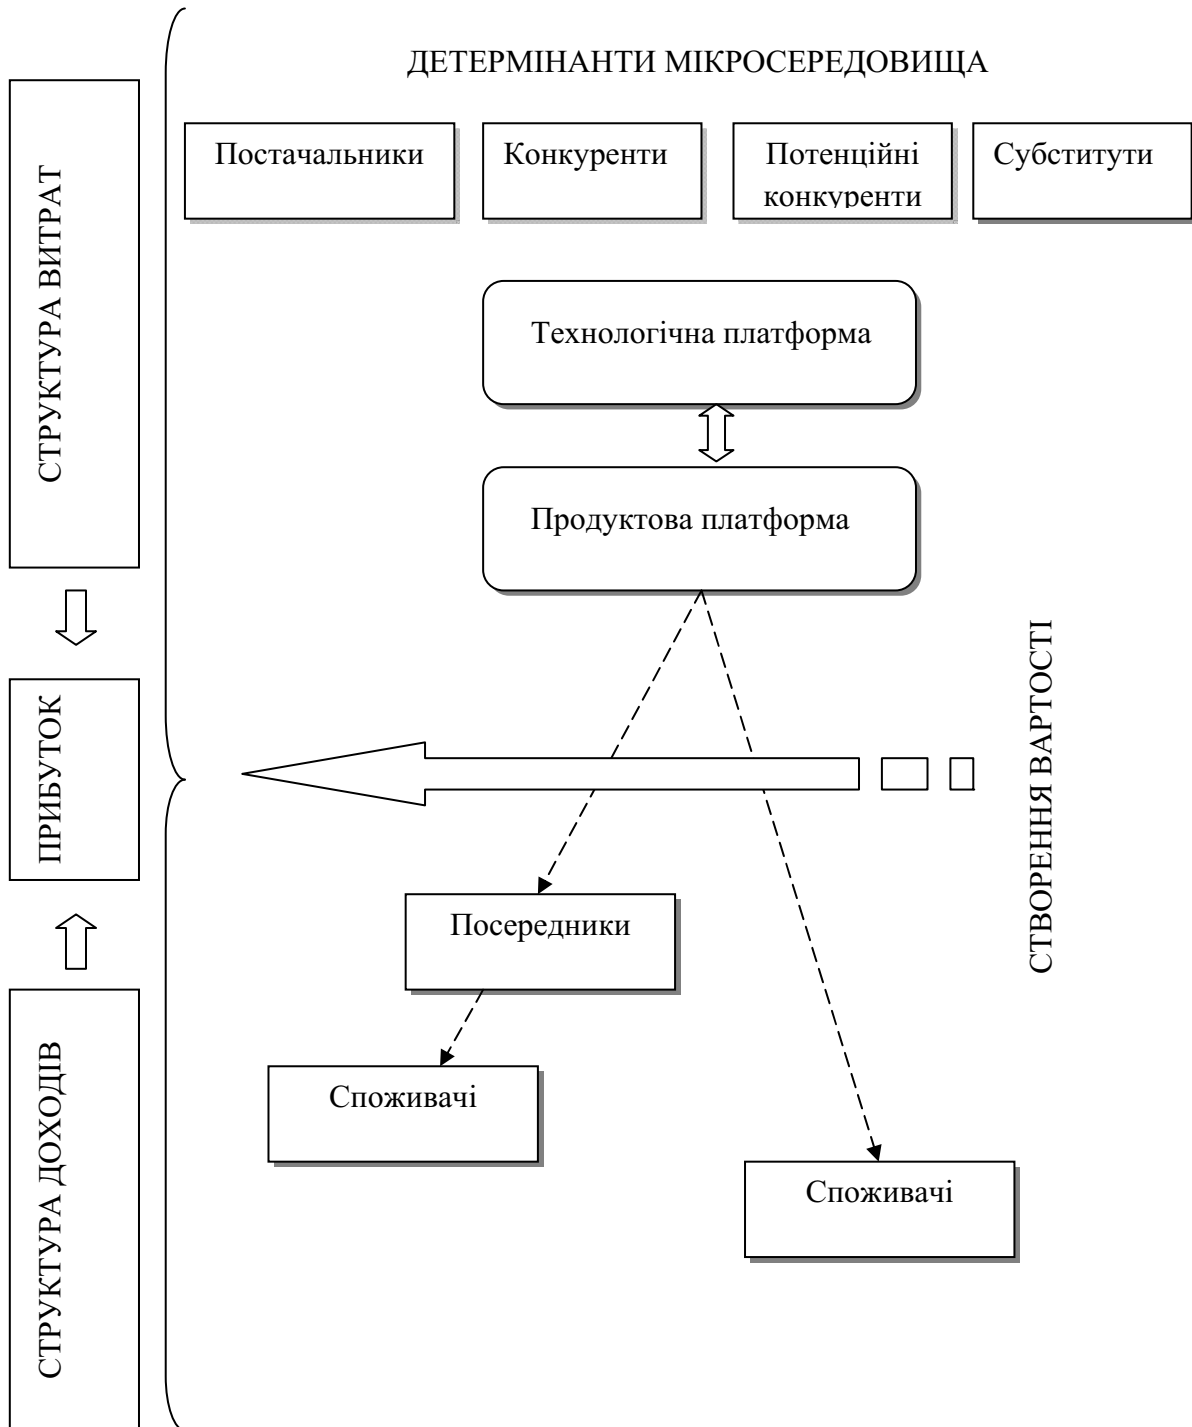 ДЕТЕРМІНАНТИ МІКРОСЕРЕДОВИЩА
Постачальники
Конкуренти
Потенційні
конкуренти
Субститути
СТРУКТУРА ВИТРАТ
Технологічна платформа
Продуктова платформа
ПРИБУТОК
СТВОРЕННЯ ВАРТОСТІ
Посередники
Споживачі
Споживачі
СТРУКТУРА ДОХОДІВ